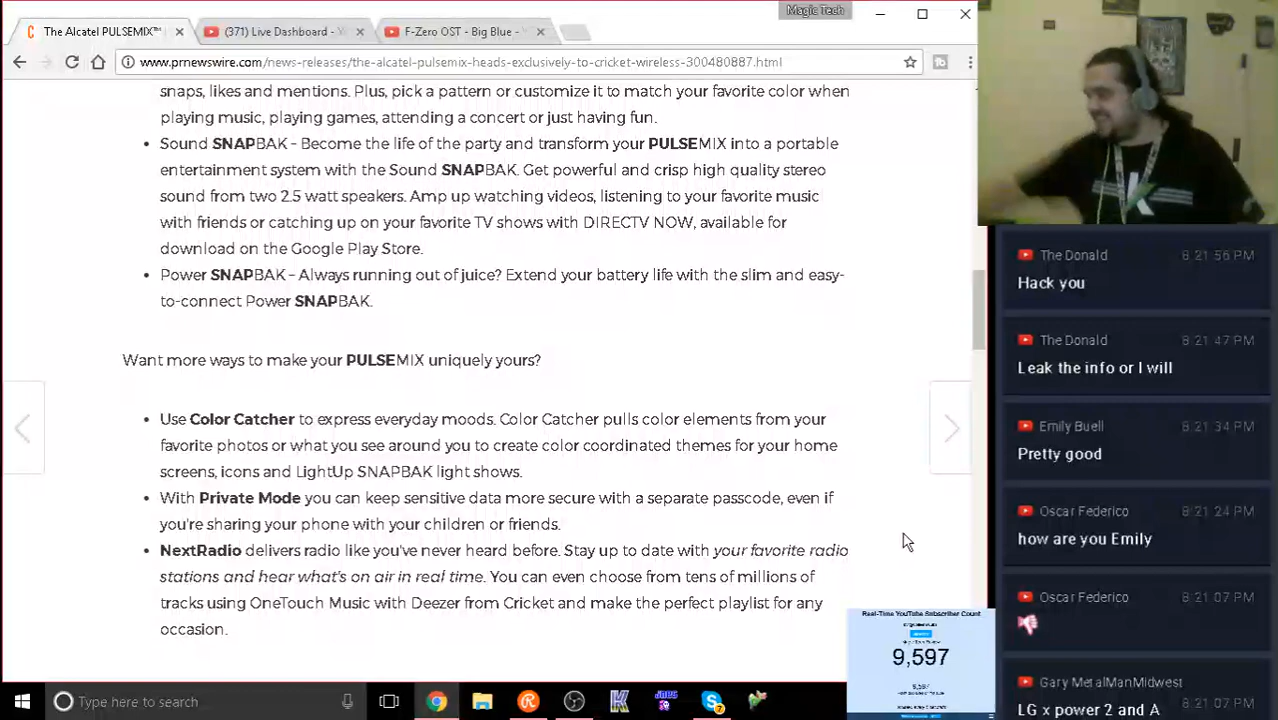 Magic Tech
The Alcatel PULSEMIX™
(371) Live Dashboard - Y
F-Zero OST - Big Blue -
www.prnewswire.com/news-releases/the-alcatel-pulsemix-heads-exclusively-to-cricket-wireless-300480887.html
snaps, likes and mentions. Plus, pick a pattern or customize it to match your favorite color when
playing music, playing games, attending a concert or just having fun.
Sound SNAPBAK – Become the life of the party and transform your PULSEMIX into a portable
entertainment system with the Sound SNAPBAK. Get powerful and crisp high quality stereo
sound from two 2.5 watt speakers. Amp up watching videos, listening to your favorite music
with friends or catching up on your favorite TV shows with DIRECTV NOW, available for
download on the Google Play Store.
Power SNAPBAK – Always running out of juice? Extend your battery life with the slim and easy-
to-connect Power SNAPBAK.
Want more ways to make your PULSEMIX uniquely yours?
Use Color Catcher to express everyday moods. Color Catcher pulls color elements from your
favorite photos or what you see around you to create color coordinated themes for your home
screens, icons and LightUp SNAPBAK light shows.
With Private Mode you can keep sensitive data more secure with a separate passcode, even if
you're sharing your phone with your children or friends.
NextRadio delivers radio like you've never heard before. Stay up to date with your favorite radio
stations and hear what's on air in real time. You can even choose from tens of millions of
tracks using OneTouch Music with Deezer from Cricket and make the perfect playlist for any
occasion.
The Donald 8:21:56 PM
Hack you
The Donald 8:21:47 PM
Leak the info or I will
Emily Buell 8:21:34 PM
Pretty good
Oscar Federico 8:21:24 PM
how are you Emily
Oscar Federico 8:21:07 PM
Gary MetalManMidwest 8:21:07 PM
LG x power 2 and A
Real-Time YouTube Subscriber Count
9,597
Type here to search